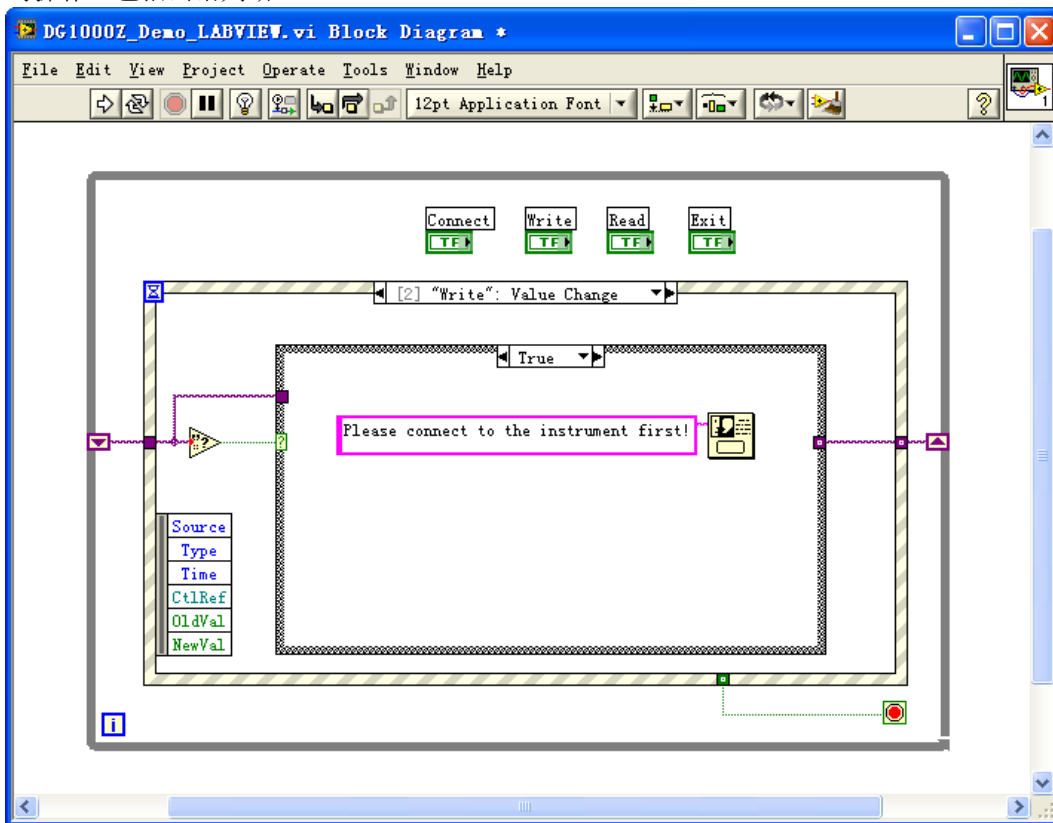 DG1000Z_Demo_LABVIEW.vi Block Diagram *
File Edit View Project Operate Tools Window Help
12pt Application Font
1
Connect Write Read Exit
TF TF TF TF
[2] "Write": Value Change
True
Please connect to the instrument first!
?
Source
Type
Time
CtlRef
OldVal
NewVal
i